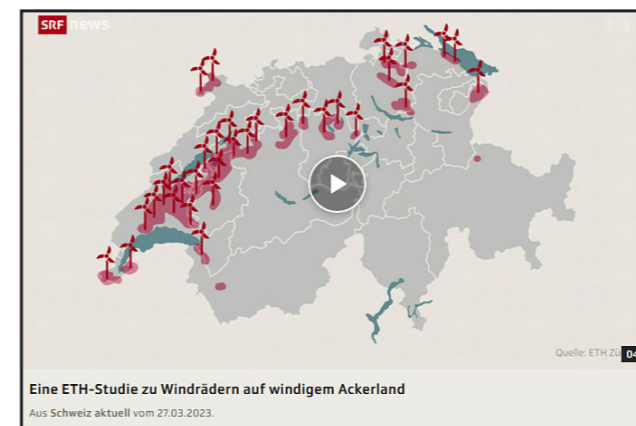 SRF news
Quelle: ETH Zü
04
Eine ETH-Studie zu Windrädern auf windigem Ackerland
Aus Schweiz aktuell vom 27.03.2023.